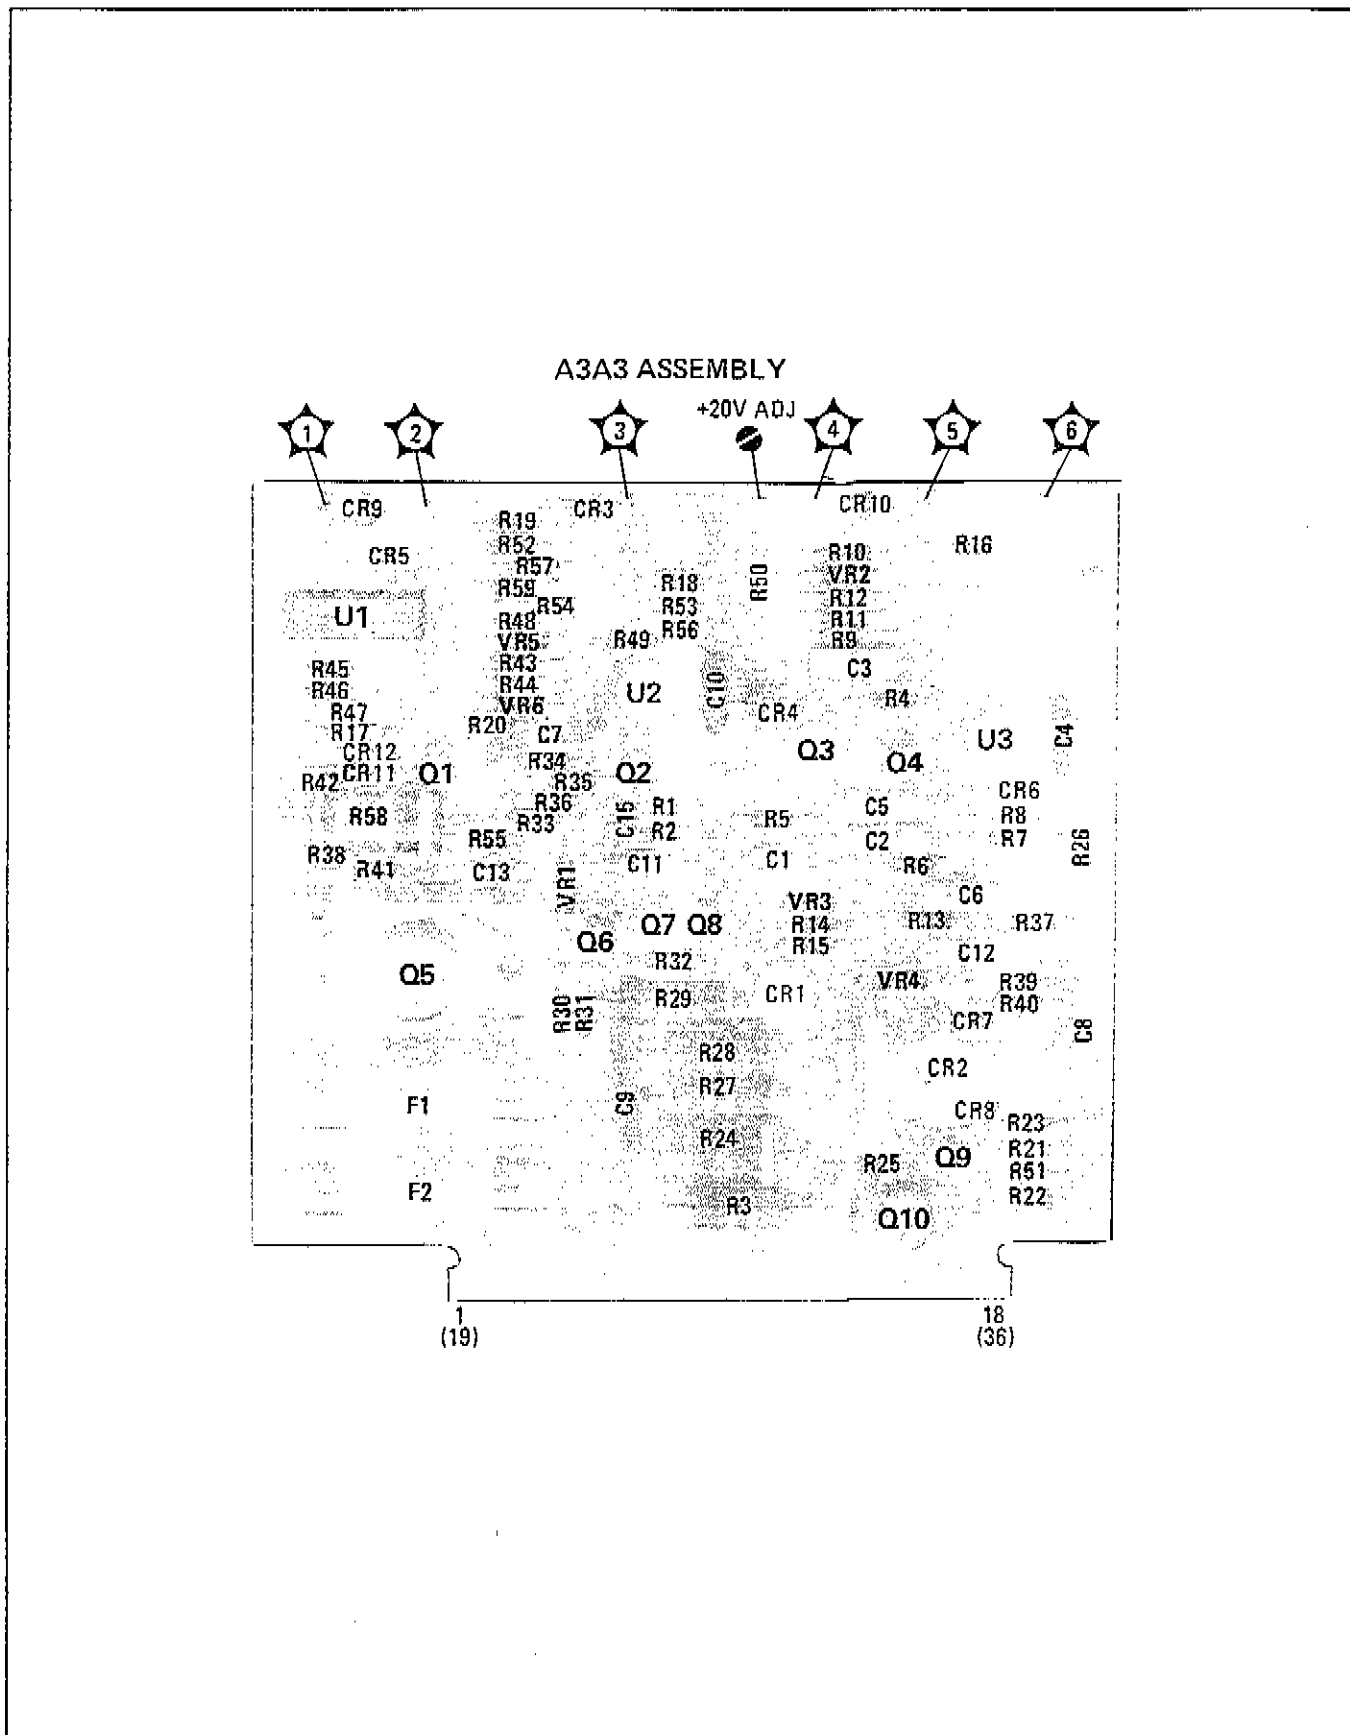 A3A3 ASSEMBLY
+20V ADJ
1 2 3 4 5 6
CR9 CR3 CR10
R19
R52 R16
CR5 R57 R10
R59 R18 R50 VR2
U1 R54 R53 R12
R48 R56 R11
VR5 R49 R9
R45 R43 C3
R46 R44 U2 C10 R4
R47 VR6 CR4
R17 R20 C7 U3 C4
CR12 R34 Q3 Q4
R42 CR11 Q1 R35 Q2 CR6
R58 R36 C15 R1 R5 C5 R8
R33 R2 R7
R38 R55 C2 R26
R41 C13 VR1 C11 C1 R6
VR3 C6
Q6 Q7 Q8 R14 R13 R37
R15
Q5 R32 C12
R29 CR1 VR4 R39
R30 R31 R40
CR7 C8
R28 CR2
R27
F1 C9 CR8
R24 R23
R25 Q9 R21
F2 R51
R3 Q10 R22
1 18
(19) (36)